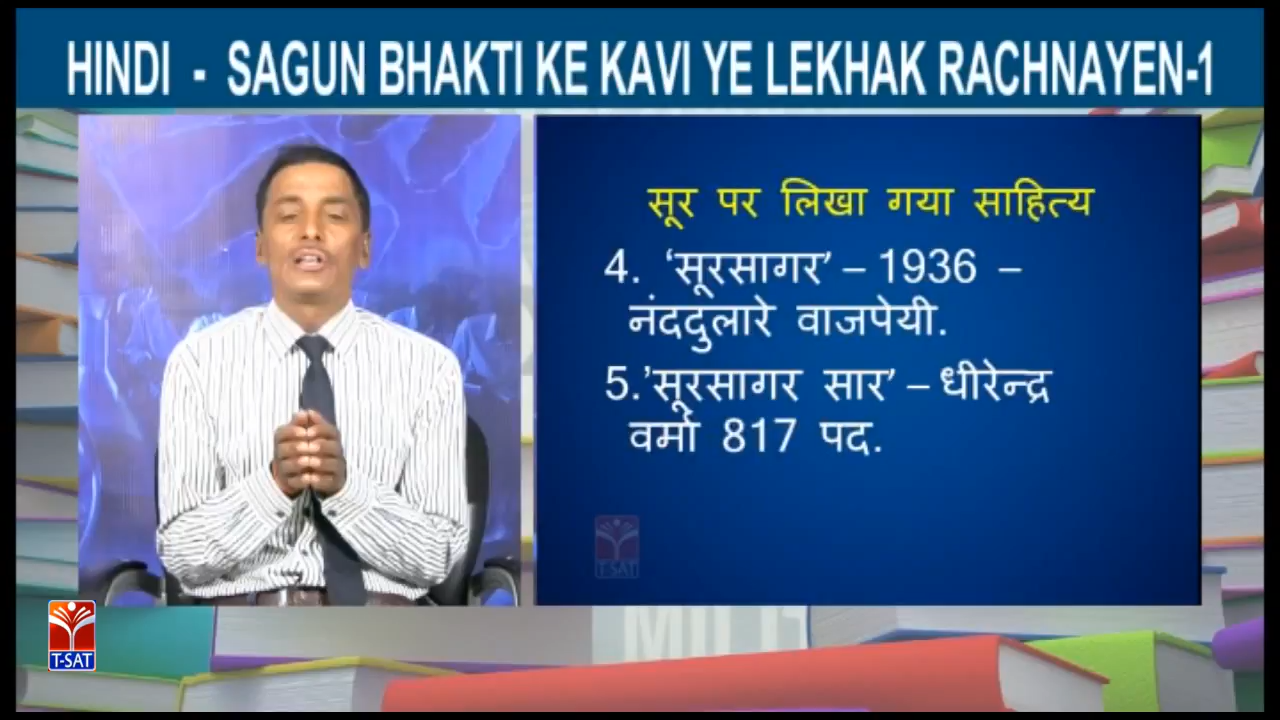 HINDI - SAGUN BHAKTI KE KAVI YE LEKHAK RACHNAYEN-1
सूर पर लिखा गया साहित्य
4. ‘सूरसागर’ – 1936 –
नंददुलारे वाजपेयी.
5.’सूरसागर सार’ – धीरेन्द्र
वर्मा 817 पद.
T-SAT
T-SAT